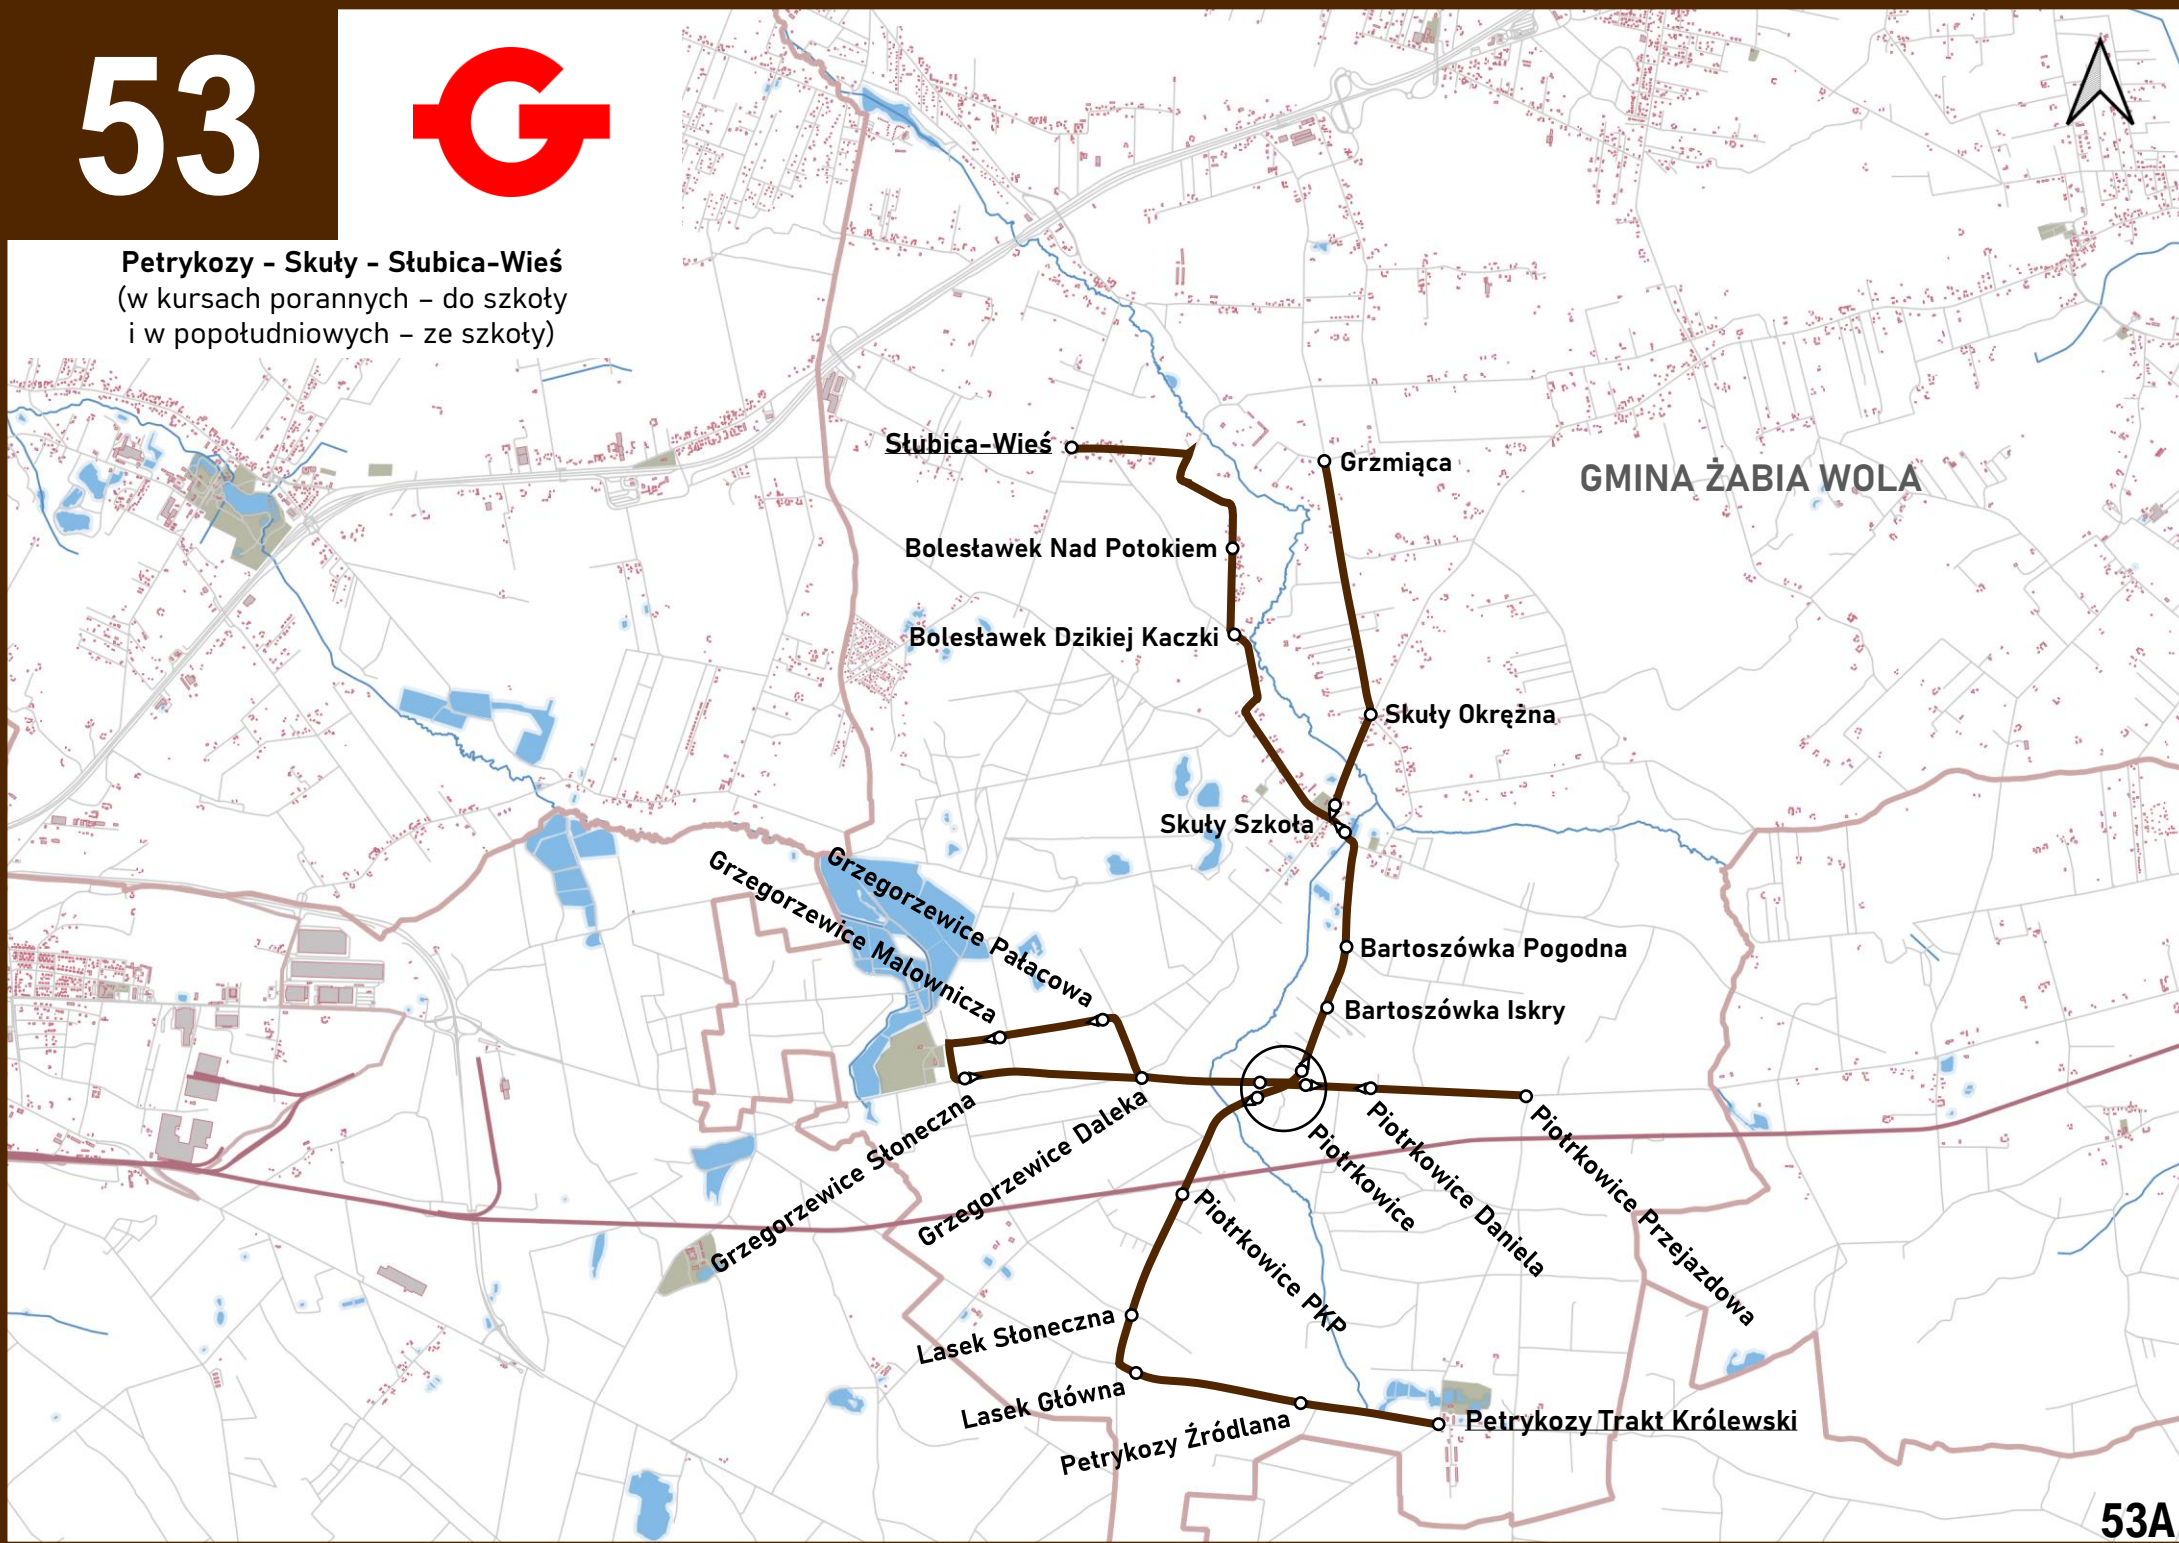 53
G
Petrykozy - Skuły - Słubica-Wieś
(w kursach porannych – do szkoły
i w popołudniowych – ze szkoły)
Słubica-Wieś
Grzmiąca
GMINA ŻABIA WOLA
Bolesławek Nad Potokiem
Bolesławek Dzikiej Kaczki
Skuły Okrężna
Skuły Szkoła
Grzegorzewice Pałacowa
Grzegorzewice Malownicza
Bartoszówka Pogodna
Bartoszówka Iskry
Grzegorzewice Słoneczna
Grzegorzewice Daleka
Piotrkowice
Piotrkowice Daniela
Piotrkowice Przejazdowa
Piotrkowice PKP
Lasek Słoneczna
Lasek Główna
Petrykozy Źródlana
Petrykozy Trakt Królewski
53A